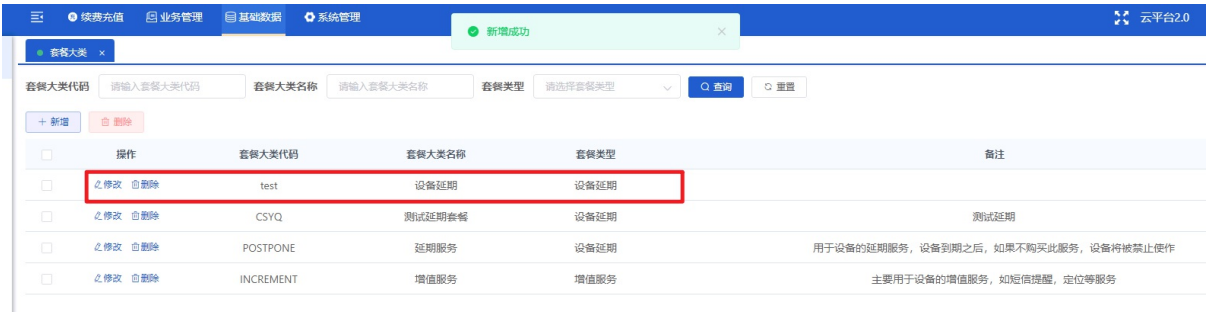 续费充值 业务管理 基础数据 系统管理 云平台2.0
新增成功
套餐大类
套餐大类代码 请输入套餐大类代码 套餐大类名称 请输入套餐大类名称 套餐类型 请选择套餐类型 查询 重置
新增 删除
操作 套餐大类代码 套餐大类名称 套餐类型 备注
修改 删除 test 设备延期 设备延期
修改 删除 CSYQ 测试延期套餐 设备延期 测试延期
修改 删除 POSTPONE 延期服务 设备延期 用于设备的延期服务，设备到期之后，如果不购买此服务，设备将被禁止使作
修改 删除 INCREMENT 增值服务 增值服务 主要用于设备的增值服务，如短信提醒，定位等服务